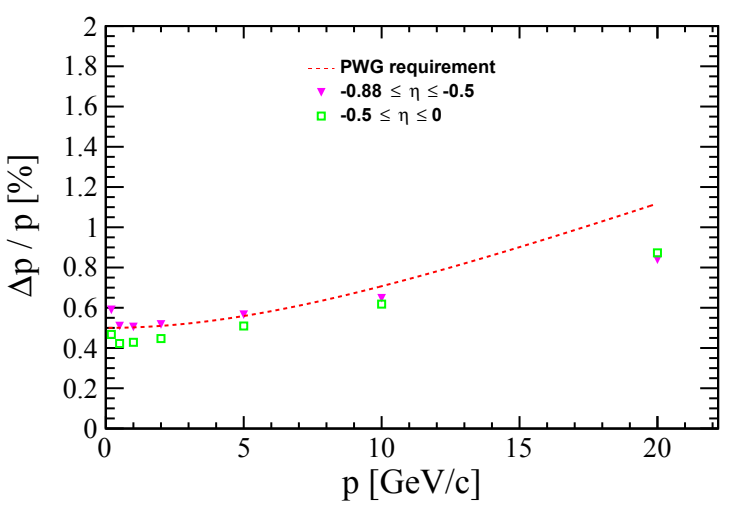 2
1.8
1.6
1.4
1.2
1
0.8
0.6
0.4
0.2
0
Δp / p [%]
PWG requirement
-0.88 ≤ η ≤ -0.5
-0.5 ≤ η ≤ 0
0 5 10 15 20
p [GeV/c]